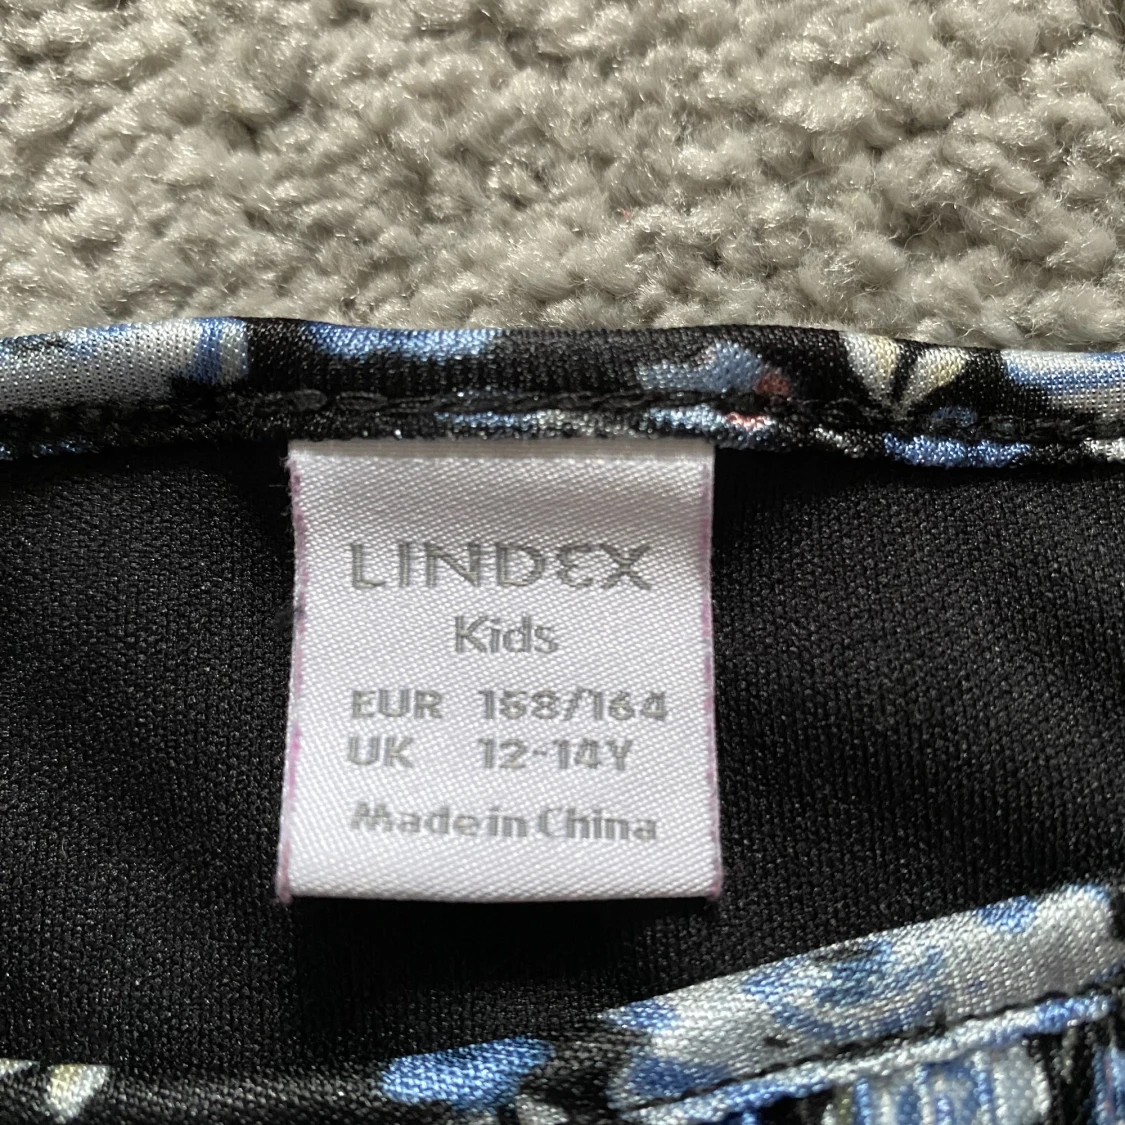 LINDEX
Kids
EUR 158/164
UK 12-14Y
Made in China